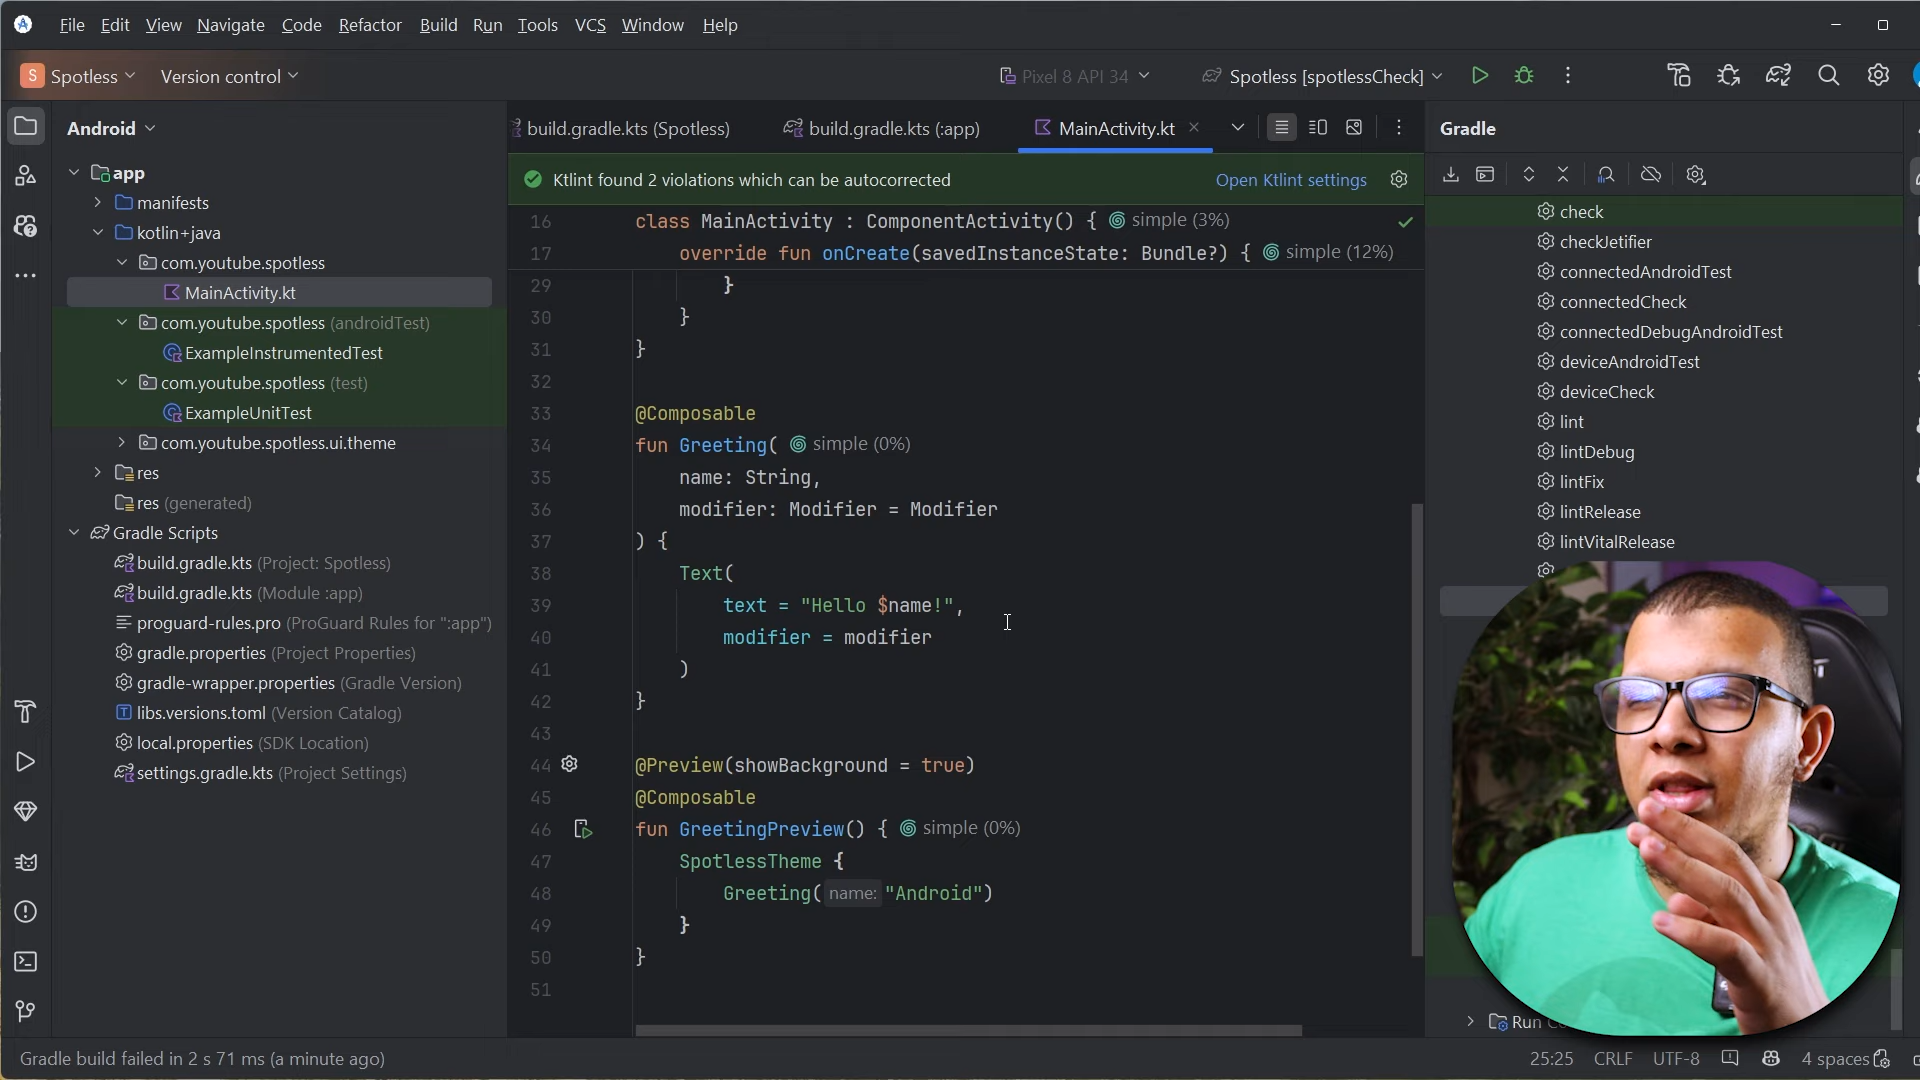 File Edit View Navigate Code Refactor Build Run Tools VCS Window Help
S Spotless Version control Pixel 8 API 34 Spotless [spotlessCheck]
Android
app
manifests
kotlin+java
com.youtube.spotless
MainActivity.kt
com.youtube.spotless (androidTest)
ExampleInstrumentedTest
com.youtube.spotless (test)
ExampleUnitTest
com.youtube.spotless.ui.theme
res
res (generated)
Gradle Scripts
build.gradle.kts (Project: Spotless)
build.gradle.kts (Module :app)
proguard-rules.pro (ProGuard Rules for ":app")
gradle.properties (Project Properties)
gradle-wrapper.properties (Gradle Version)
libs.versions.toml (Version Catalog)
local.properties (SDK Location)
settings.gradle.kts (Project Settings)
build.gradle.kts (Spotless) build.gradle.kts (:app) MainActivity.kt
Ktlint found 2 violations which can be autocorrected Open Ktlint settings
16 class MainActivity : ComponentActivity() { simple (3%)
17 override fun onCreate(savedInstanceState: Bundle?) { simple (12%)
29 }
30 }
31 }
32
33 @Composable
34 fun Greeting( simple (0%)
35 name: String,
36 modifier: Modifier = Modifier
37 ) {
38 Text(
39 text = "Hello $name!",
40 modifier = modifier
41 )
42 }
43
44 @Preview(showBackground = true)
45 @Composable
46 fun GreetingPreview() { simple (0%)
47 SpotlessTheme {
48 Greeting( name: "Android")
49 }
50 }
51
Gradle
check
checkJetifier
connectedAndroidTest
connectedCheck
connectedDebugAndroidTest
deviceAndroidTest
deviceCheck
lint
lintDebug
lintFix
lintRelease
lintVitalRelease
Run
Gradle build failed in 2 s 71 ms (a minute ago) 25:25 CRLF UTF-8 4 spaces